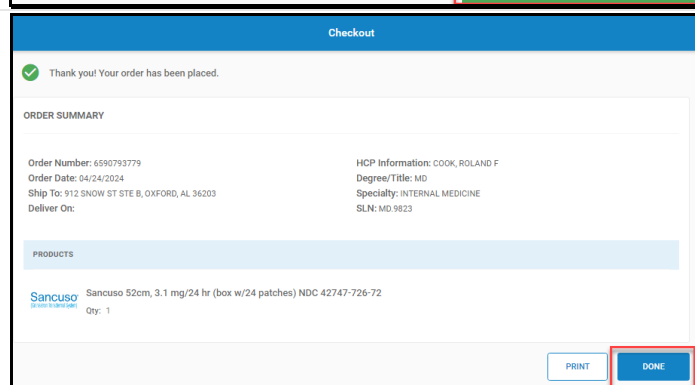 Checkout
Thank you! Your order has been placed.
ORDER SUMMARY
Order Number: 6590793779
Order Date: 04/24/2024
Ship To: 912 SNOW ST STE B, OXFORD, AL 36203
Deliver On:
HCP Information: COOK, ROLAND F
Degree/Title: MD
Specialty: INTERNAL MEDICINE
SLN: MD.9823
PRODUCTS
Sancuso
Sancuso 52cm, 3.1 mg/24 hr (box w/24 patches) NDC 42747-726-72
Qty: 1
PRINT
DONE